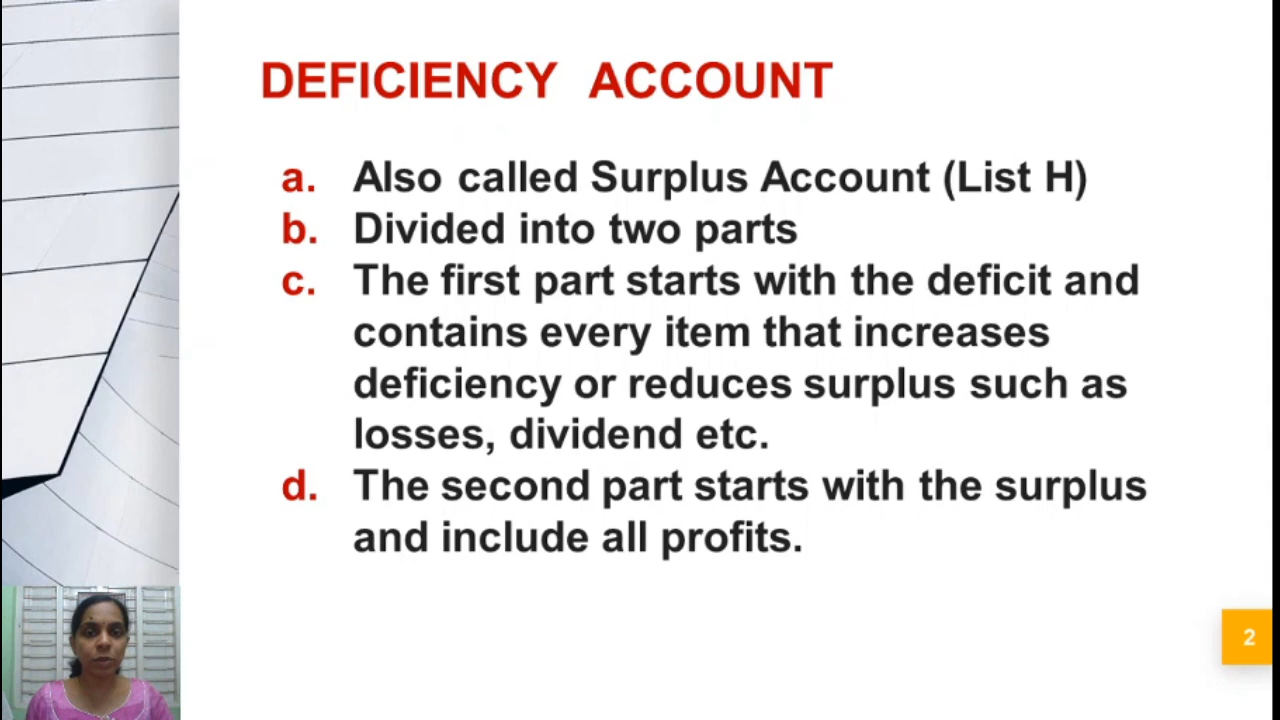 DEFICIENCY ACCOUNT
a. Also called Surplus Account (List H)
b. Divided into two parts
c. The first part starts with the deficit and
contains every item that increases
deficiency or reduces surplus such as
losses, dividend etc.
d. The second part starts with the surplus
and include all profits.
2